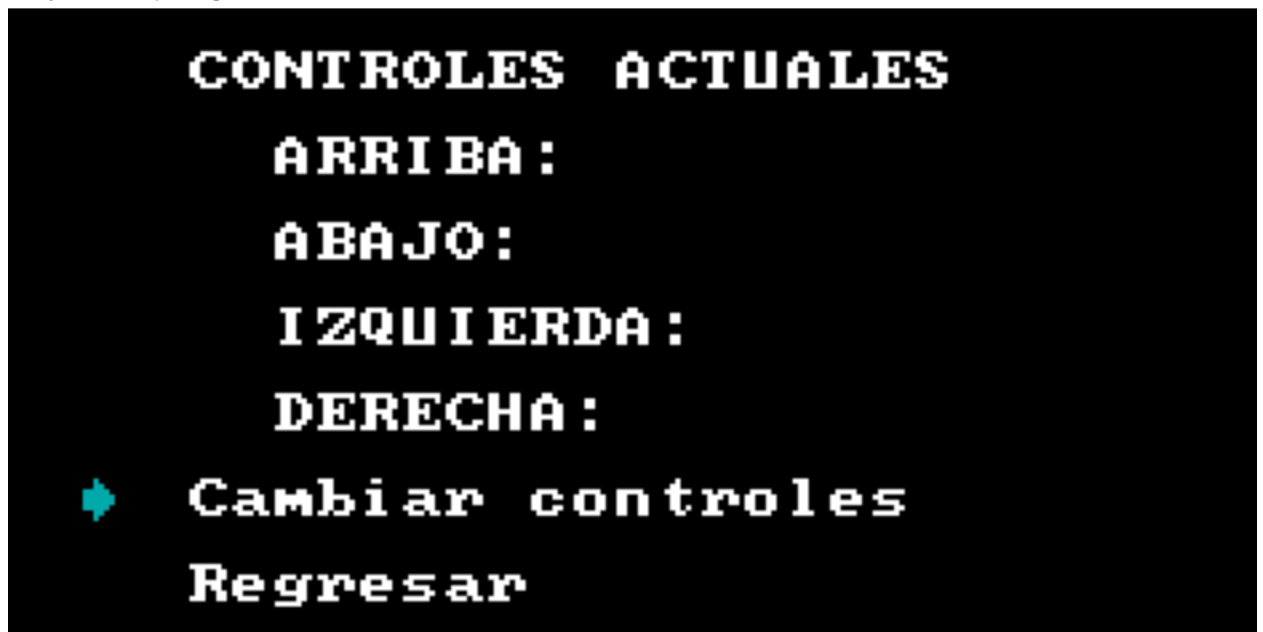 CONTROLES ACTUALES
ARRIBA:
ABAJO:
IZQUIERDA:
DERECHA:
Cambiar controles
Regresar